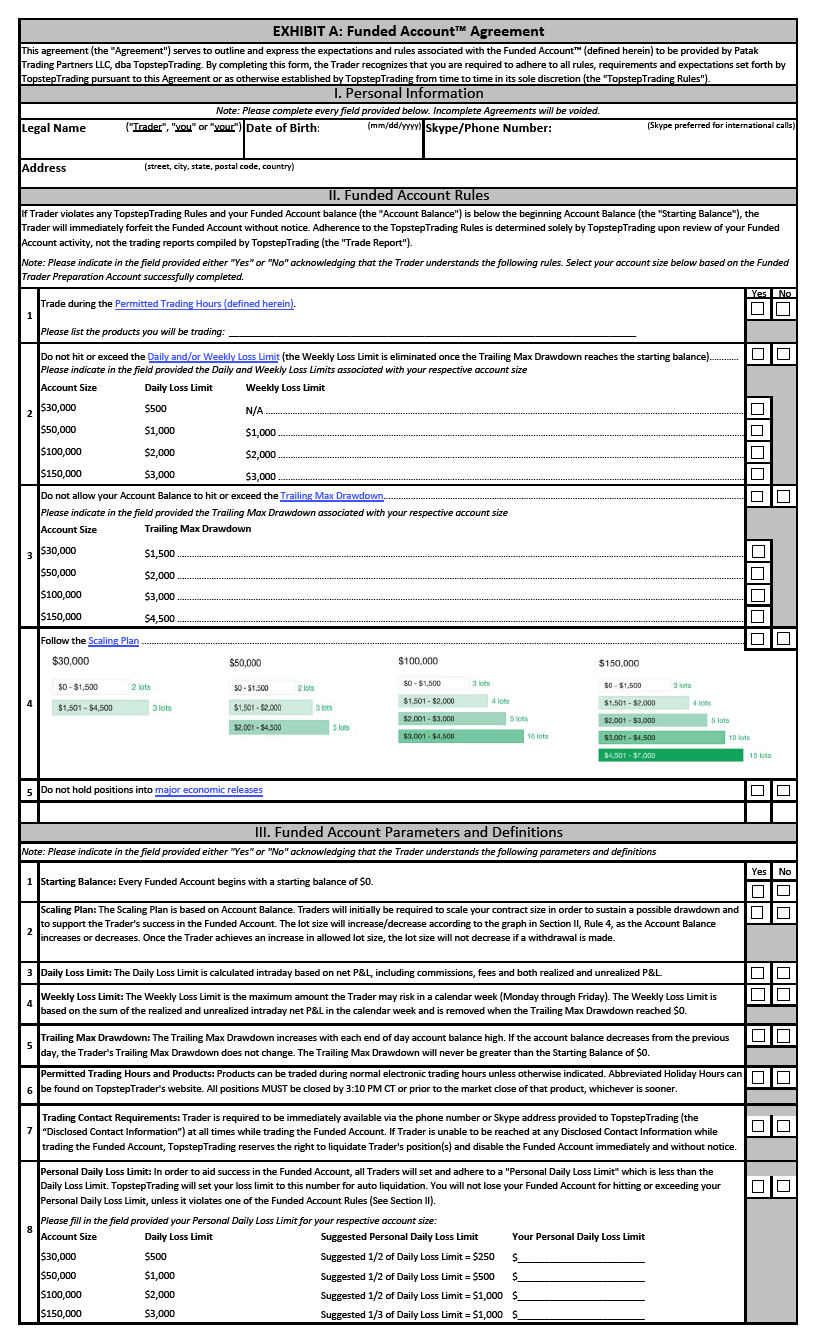 EXHIBIT A: Funded Account™ Agreement
This agreement (the "Agreement") serves to outline and express the expectations and rules associated with the Funded Account™ (defined herein) to be provided by Patak
Trading Partners LLC, dba TopstepTrading. By completing this form, the Trader recognizes that you are required to adhere to all rules, requirements and expectations set forth by
TopstepTrading pursuant to this Agreement or as otherwise established by TopstepTrading from time to time in its sole discretion (the "TopstepTrading Rules").
I. Personal Information
Note: Please complete every field provided below. Incomplete Agreements will be voided.
Legal Name ("Trader", "you" or "your") Date of Birth: (mm/dd/yyyy) Skype/Phone Number: (Skype preferred for international calls)
Address (street, city, state, postal code, country)
II. Funded Account Rules
If Trader violates any TopstepTrading Rules and your Funded Account balance (the "Account Balance") is below the beginning Account Balance (the "Starting Balance"), the
Trader will immediately forfeit the Funded Account without notice. Adherence to the TopstepTrading Rules is determined solely by TopstepTrading upon review of your Funded
Account activity, not the trading reports compiled by TopstepTrading (the "Trade Report").
Note: Please indicate in the field provided either "Yes" or "No" acknowledging that the Trader understands the following rules. Select your account size below based on the Funded
Trader Preparation Account successfully completed.
Yes No
1 Trade during the Permitted Trading Hours (defined herein).
Please list the products you will be trading: ____________________
2 Do not hit or exceed the Daily and/or Weekly Loss Limit (the Weekly Loss Limit is eliminated once the Trailing Max Drawdown reaches the starting balance)............
Please indicate in the field provided the Daily and Weekly Loss Limits associated with your respective account size
Account Size Daily Loss Limit Weekly Loss Limit
$30,000 $500 N/A
$50,000 $1,000 $1,000
$100,000 $2,000 $2,000
$150,000 $3,000 $3,000
3 Do not allow your Account Balance to hit or exceed the Trailing Max Drawdown
Please indicate in the field provided the Trailing Max Drawdown associated with your respective account size
Account Size Trailing Max Drawdown
$30,000 $1,500
$50,000 $2,000
$100,000 $3,000
$150,000 $4,500
4 Follow the Scaling Plan
$30,000
$0 - $1,500 2 lots
$1,501 - $4,500 3 lots
$50,000
$0 - $1,500 2 lots
$1,501 - $2,000 3 lots
$2,001 - $4,500 5 lots
$100,000
$0 - $1,500 3 lots
$1,501 - $2,000 4 lots
$2,001 - $3,000 5 lots
$3,001 - $4,500 10 lots
$150,000
$0 - $1,500 3 lots
$1,501 - $2,000 4 lots
$2,001 - $3,000 5 lots
$3,001 - $4,500 10 lots
$4,501 - $7,000 15 lots
5 Do not hold positions into major economic releases
III. Funded Account Parameters and Definitions
Note: Please indicate in the field provided either "Yes" or "No" acknowledging that the Trader understands the following parameters and definitions
Yes No
1 Starting Balance: Every Funded Account begins with a starting balance of $0.
2 Scaling Plan: The Scaling Plan is based on Account Balance. Traders will initially be required to scale your contract size in order to sustain a possible drawdown and
to support the Trader's success in the Funded Account. The lot size will increase/decrease according to the graph in Section II, Rule 4, as the Account Balance
increases or decreases. Once the Trader achieves an increase in allowed lot size, the lot size will not decrease if a withdrawal is made.
3 Daily Loss Limit: The Daily Loss Limit is calculated intraday based on net P&L, including commissions, fees and both realized and unrealized P&L.
4 Weekly Loss Limit: The Weekly Loss Limit is the maximum amount the Trader may risk in a calendar week (Monday through Friday). The Weekly Loss Limit is
based on the sum of the realized and unrealized intraday net P&L in the calendar week and is removed when the Trailing Max Drawdown reached $0.
5 Trailing Max Drawdown: The Trailing Max Drawdown increases with each end of day account balance high. If the account balance decreases from the previous
day, the Trader's Trailing Max Drawdown does not change. The Trailing Max Drawdown will never be greater than the Starting Balance of $0.
6 Permitted Trading Hours and Products: Products can be traded during normal electronic trading hours unless otherwise indicated. Abbreviated Holiday Hours can
be found on TopstepTrader's website. All positions MUST be closed by 3:10 PM CT or prior to the market close of that product, whichever is sooner.
7 Trading Contact Requirements: Trader is required to be immediately available via the phone number or Skype address provided to TopstepTrading (the
“Disclosed Contact Information”) at all times while trading the Funded Account. If Trader is unable to be reached at any Disclosed Contact Information while
trading the Funded Account, TopstepTrading reserves the right to liquidate Trader's position(s) and disable the Funded Account immediately and without notice.
8 Personal Daily Loss Limit: In order to aid success in the Funded Account, all Traders will set and adhere to a "Personal Daily Loss Limit" which is less than the
Daily Loss Limit. TopstepTrading will set your loss limit to this number for auto liquidation. You will not lose your Funded Account for hitting or exceeding your
Personal Daily Loss Limit, unless it violates one of the Funded Account Rules (See Section II).
Please fill in the field provided your Personal Daily Loss Limit for your respective account size:
Account Size Daily Loss Limit Suggested Personal Daily Loss Limit Your Personal Daily Loss Limit
$30,000 $500 Suggested 1/2 of Daily Loss Limit = $250 $____________________
$50,000 $1,000 Suggested 1/2 of Daily Loss Limit = $500 $____________________
$100,000 $2,000 Suggested 1/2 of Daily Loss Limit = $1,000 $____________________
$150,000 $3,000 Suggested 1/3 of Daily Loss Limit = $1,000 $____________________